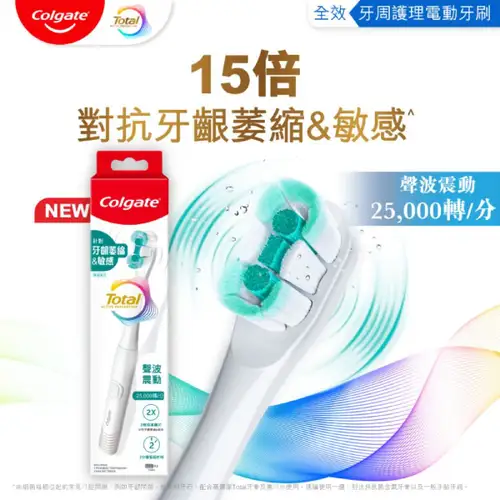 Colgate
Total
全效 牙周護理電動牙刷
15倍
對抗牙齦萎縮&敏感^
聲波震動
25,000轉/分
NEW
Colgate
針對
牙齦萎縮
&敏感
Total
聲波
震動
25,000轉/分
2X
2
Colgate